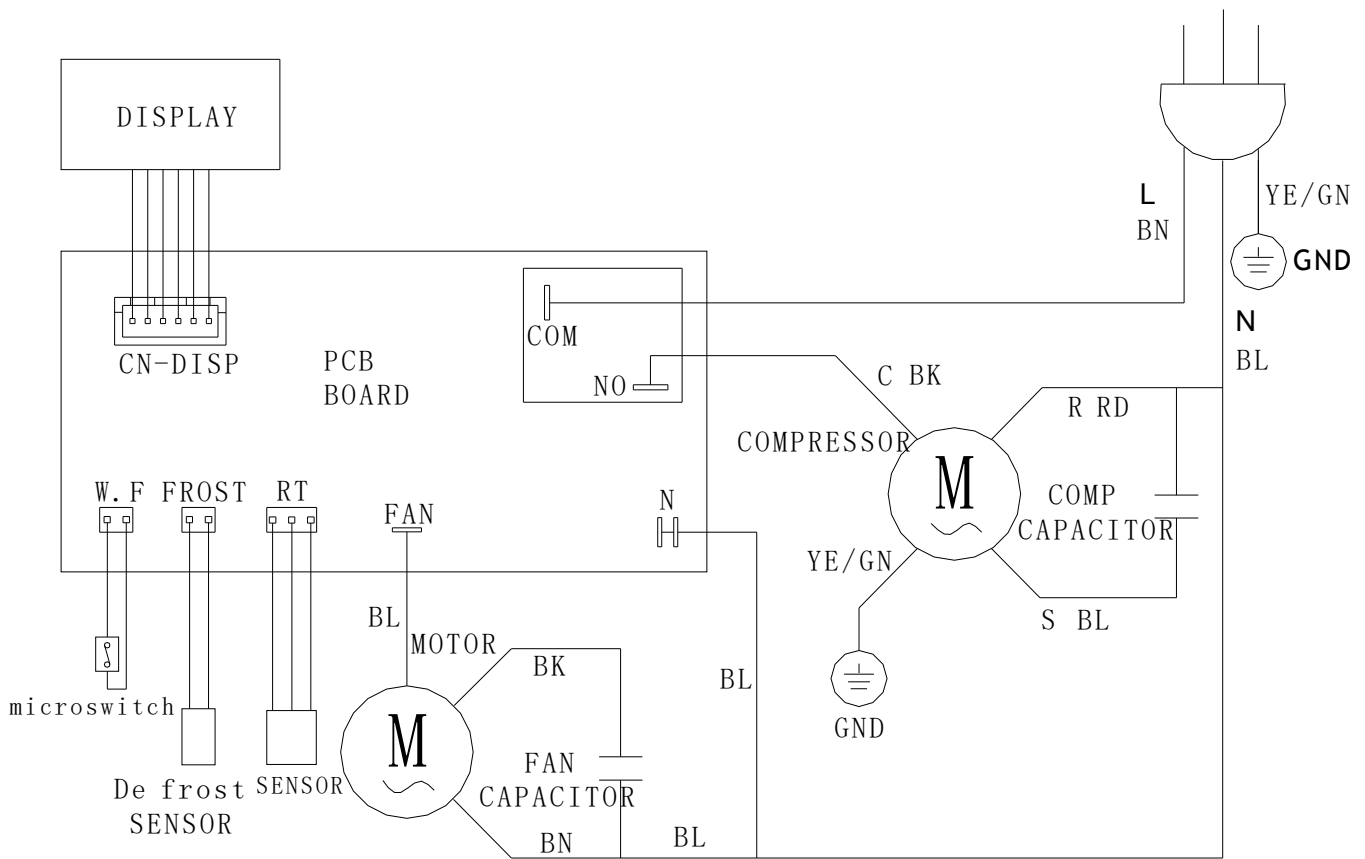 DISPLAY
L
BN
YE/GN
GND
N
BL
CN-DISP
PCB
BOARD
COM
NO
C BK
R RD
COMPRESSOR
M
COMP
CAPACITOR
YE/GN
S BL
GND
W.F FROST RT
FAN
N
BL
MOTOR
BK
BL
microswitch
M
De frost
SENSOR
SENSOR
FAN
CAPACITOR
BN
BL